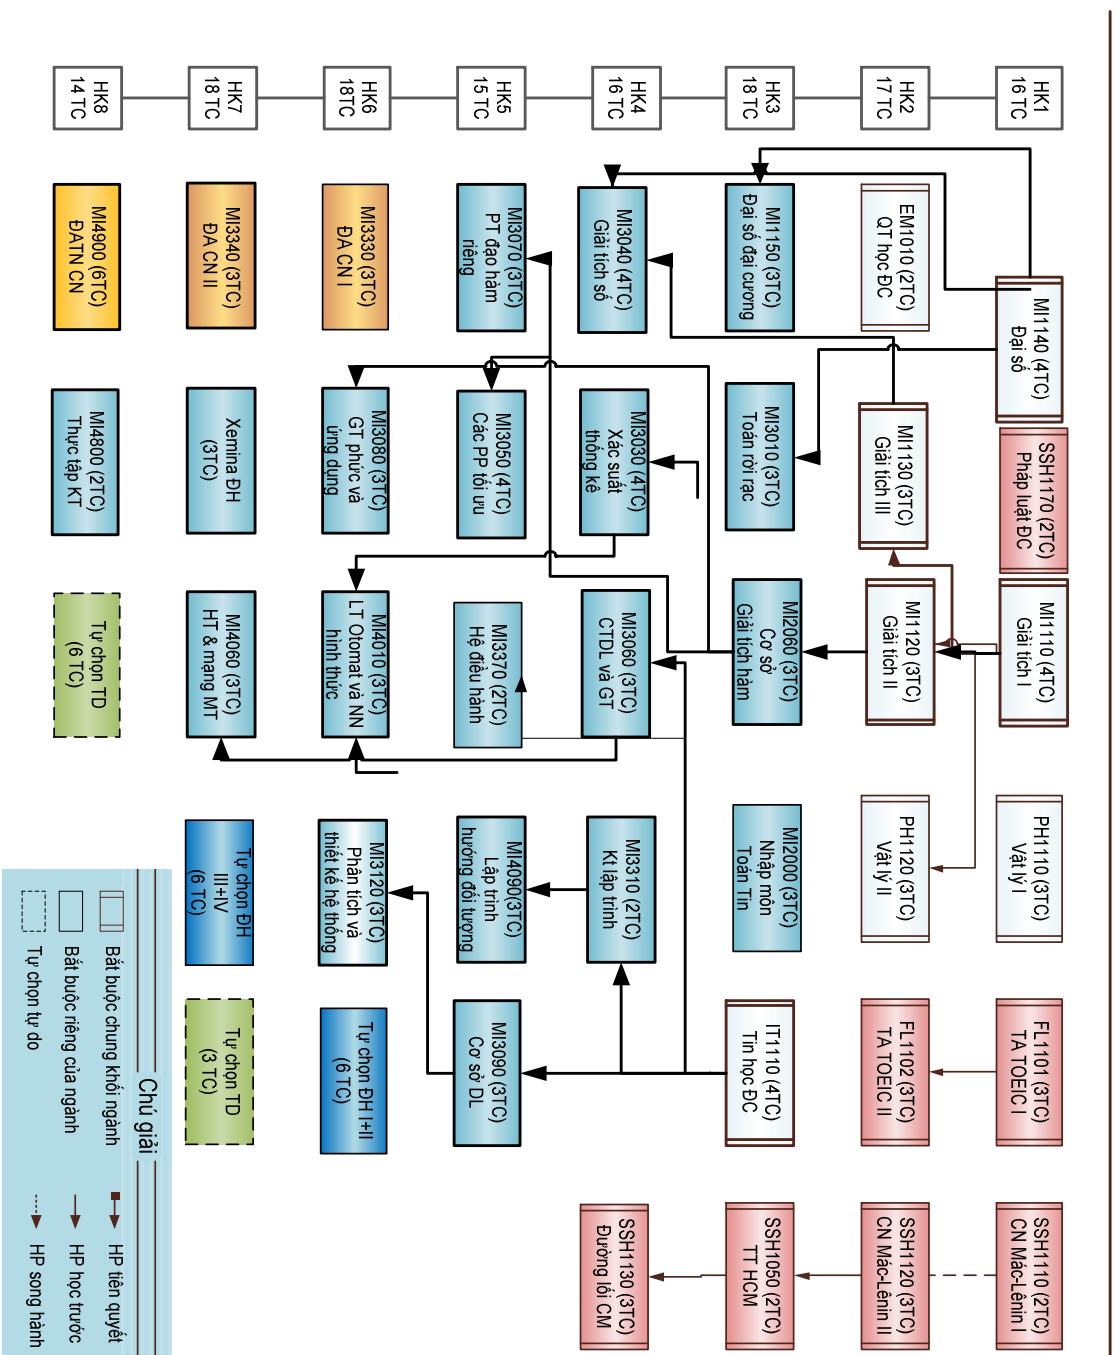 HK1
16 TC
MI1140 (4TC)
Đại số
SSH1170 (2TC)
Pháp luật ĐC
MI1110 (4TC)
Giải tích I
PH1110 (3TC)
Vật lý I
FL1101 (3TC)
TA TOEIC I
SSH1110 (2TC)
CN Mác-Lênin I
HK2
17 TC
EM1010 (2TC)
QT học ĐC
MI1130 (3TC)
Giải tích III
MI1120 (3TC)
Giải tích II
PH1120 (3TC)
Vật lý II
FL1102 (3TC)
TA TOEIC II
SSH1120 (3TC)
CN Mác-Lênin II
HK3
18 TC
MI1150 (3TC)
Đại số đại cương
MI3010 (3TC)
Toán rời rạc
MI2060 (3TC)
Cơ sở
Giải tích hàm
MI2000 (3TC)
Nhập môn
Toán Tin
IT1110 (4TC)
Tin học ĐC
SSH1050 (2TC)
TT HCM
HK4
16 TC
MI3040 (4TC)
Giải tích số
MI3030 (4TC)
Xác suất
thống kê
MI3060 (3TC)
CTDL và GT
MI3310 (2TC)
Kt lập trình
SSH1130 (3TC)
Đường lối CM
HK5
15 TC
MI3070 (3TC)
PT đạo hàm
riêng
MI3050 (4TC)
Các PP tối ưu
MI3370 (2TC)
Hệ điều hành
MI4090(3TC)
Lập trình
hướng đối tượng
MI3090 (3TC)
Cơ sở DL
HK6
18TC
MI3330 (3TC)
ĐA CN I
MI3080 (3TC)
GT phức và
ứng dụng
MI4010 (3TC)
LT Otomat và NN
hình thức
MI3120 (3TC)
Phân tích và
thiết kế hệ thống
Tự chọn ĐH I+II
(6 TC)
HK7
18 TC
MI3340 (3TC)
ĐA CN II
Xemina ĐH
(3TC)
MI4060 (3TC)
HT & mạng MT
Tự chọn ĐH
III+IV
(6 TC)
Tự chọn TD
(3 TC)
HK8
14 TC
MI4900 (6TC)
ĐATN CN
MI4800 (2TC)
Thực tập KT
Tự chọn TD
(6 TC)
Chú giải
Bắt buộc chung khối ngành
HP tiên quyết
Bắt buộc riêng của ngành
HP học trước
Tự chọn tự do
HP song hành